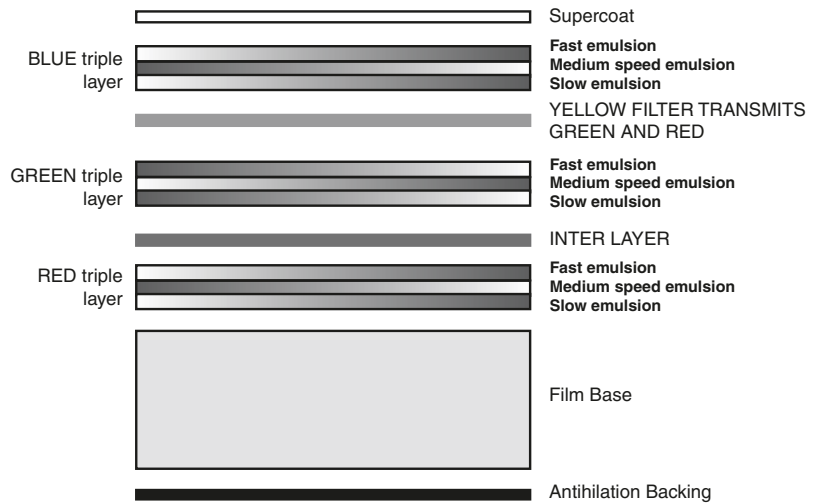 Supercoat
BLUE triple
layer
Fast emulsion
Medium speed emulsion
Slow emulsion
YELLOW FILTER TRANSMITS
GREEN AND RED
GREEN triple
layer
Fast emulsion
Medium speed emulsion
Slow emulsion
INTER LAYER
RED triple
layer
Fast emulsion
Medium speed emulsion
Slow emulsion
Film Base
Antihilation Backing